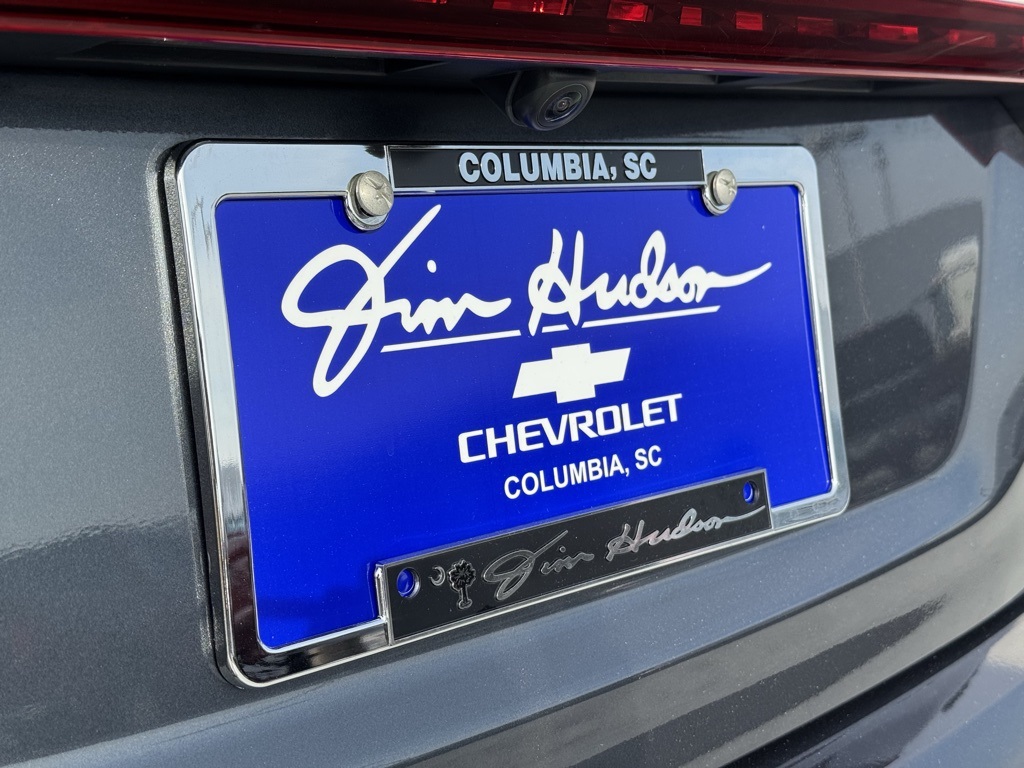 COLUMBIA, SC
Jim Hudson
CHEVROLET
COLUMBIA, SC
Jim Hudson